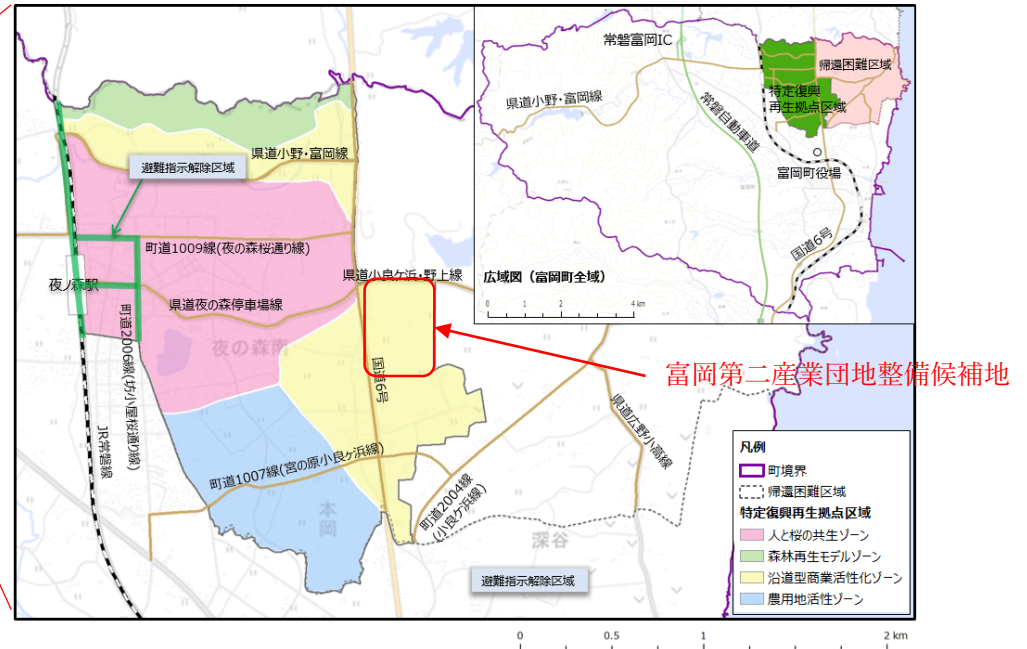 常磐富岡IC
帰還困難区域
特定復興
再生拠点区域
県道小野・富岡線
常磐自動車道
富岡町役場
国道6号
広域図（富岡町全域）
0 1 2 4 km
県道小野・富岡線
避難指示解除区域
町道1009線(夜の森桜通り線)
県道小良ケ浜・野上線
夜ノ森駅
県道夜の森停車場線
町道2006線(坊小屋桜通り線)
夜の森南
国道6号
富岡第二産業団地整備候補地
JR常磐線
県道広野小高線
町道1007線(宮の原小良ケ浜線)
町道2004線
(小良ケ浜線)
本岡
深谷
避難指示解除区域
凡例
町境界
帰還困難区域
特定復興再生拠点区域
人と桜の共生ゾーン
森林再生モデルゾーン
沿道型商業活性化ゾーン
農用地活性ゾーン
0 0.5 1 2 km